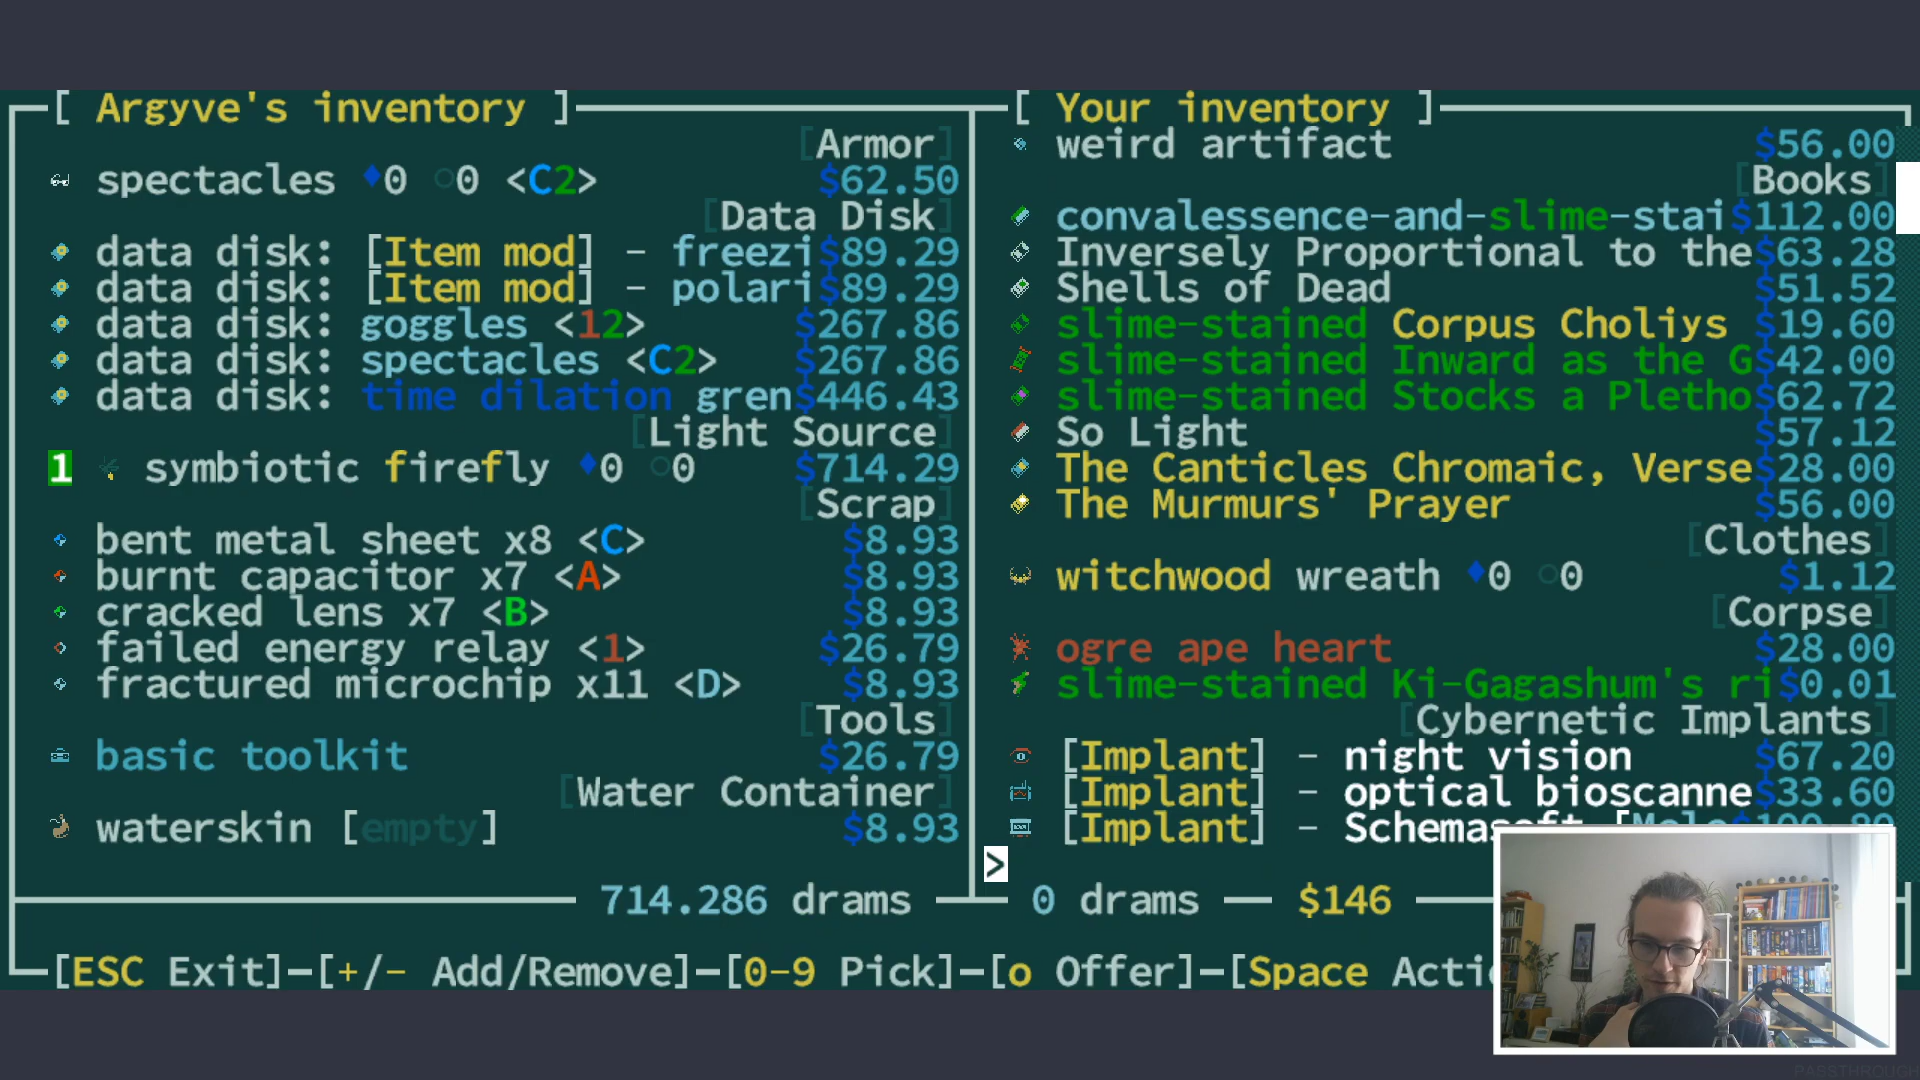 [ Argyve's inventory ]
[Armor]
spectacles ♦0 ○0 <C2> $62.50
[Data Disk]
data disk: [Item mod] - freezi $89.29
data disk: [Item mod] - polari $89.29
data disk: goggles <12> $267.86
data disk: spectacles <C2> $267.86
data disk: time dilation gren $446.43
[Light Source]
1 symbiotic firefly ♦0 ○0 $714.29
[Scrap]
bent metal sheet x8 <C> $8.93
burnt capacitor x7 <A> $8.93
cracked lens x7 <B> $8.93
failed energy relay <1> $26.79
fractured microchip x11 <D> $8.93
[Tools]
basic toolkit $26.79
[Water Container]
waterskin [empty] $8.93
714.286 drams
[ Your inventory ]
weird artifact $56.00
[Books]
convalessence-and-slime-stai $112.00
Inversely Proportional to the $63.28
Shells of Dead $51.52
slime-stained Corpus Choliys $19.60
slime-stained Inward as the G $42.00
slime-stained Stocks a Pletho $62.72
So Light $57.12
The Canticles Chromaic, Verse $28.00
The Murmurs' Prayer $56.00
[Clothes]
witchwood wreath ♦0 ○0 $1.12
[Corpse]
ogre ape heart $28.00
slime-stained Ki-Gagashum's ri $0.01
[Cybernetic Implants]
[Implant] - night vision $67.20
[Implant] - optical bioscanne $33.60
[Implant] - Schemasoft
>
0 drams $146
[ESC Exit]-[+/- Add/Remove]-[0-9 Pick]-[o Offer]-[Space Acti
PASSTHROUGH